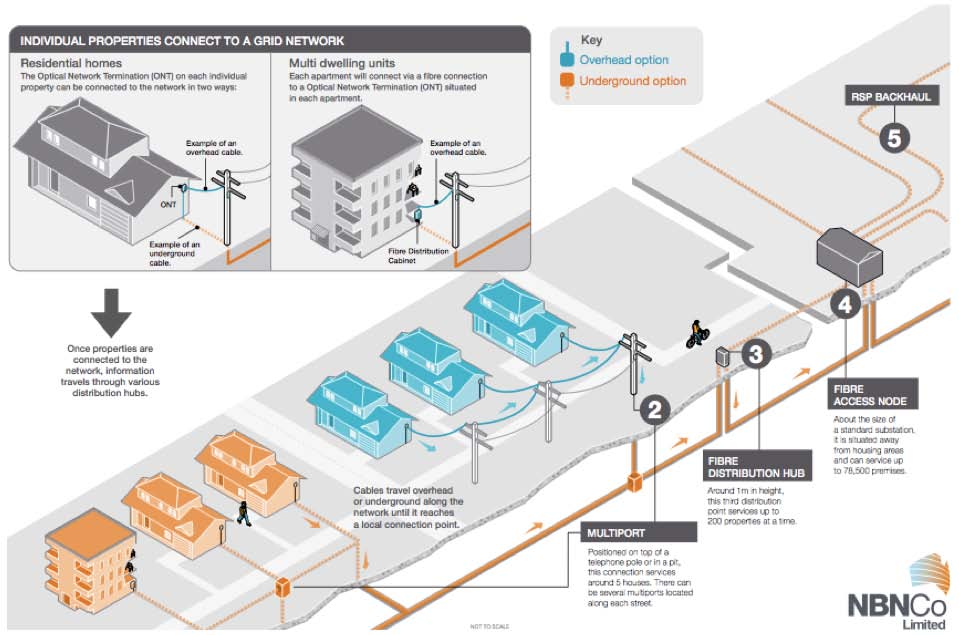 INDIVIDUAL PROPERTIES CONNECT TO A GRID NETWORK
Residential homes
The Optical Network Termination (ONT) on each individual
property can be connected to the network in two ways:
Example of an
overhead cable.
ONT
Example of an
underground
cable.
Multi dwelling units
Each apartment will connect via a fibre connection
to a Optical Network Termination (ONT) situated
in each apartment.
Example of an
overhead cable.
Fibre Distribution
Cabinet
Key
Overhead option
Underground option
RSP BACKHAUL
5
Once properties are
connected to the
network, information
travels through various
distribution hubs.
4
FIBRE
ACCESS NODE
About the size of
a standard substation,
it is situated away
from housing areas
and can service up
to 78,500 premises.
3
FIBRE
DISTRIBUTION HUB
Around 1m in height,
this third distribution
point services up to
200 properties at a time.
2
Cables travel overhead
or underground along the
network until it reaches
a local connection point.
MULTIPORT
Positioned on top of a
telephone pole or in a pit,
this connection services
around 5 houses. There can
be several multiports located
along each street.
NOT TO SCALE
NBNCo
Limited